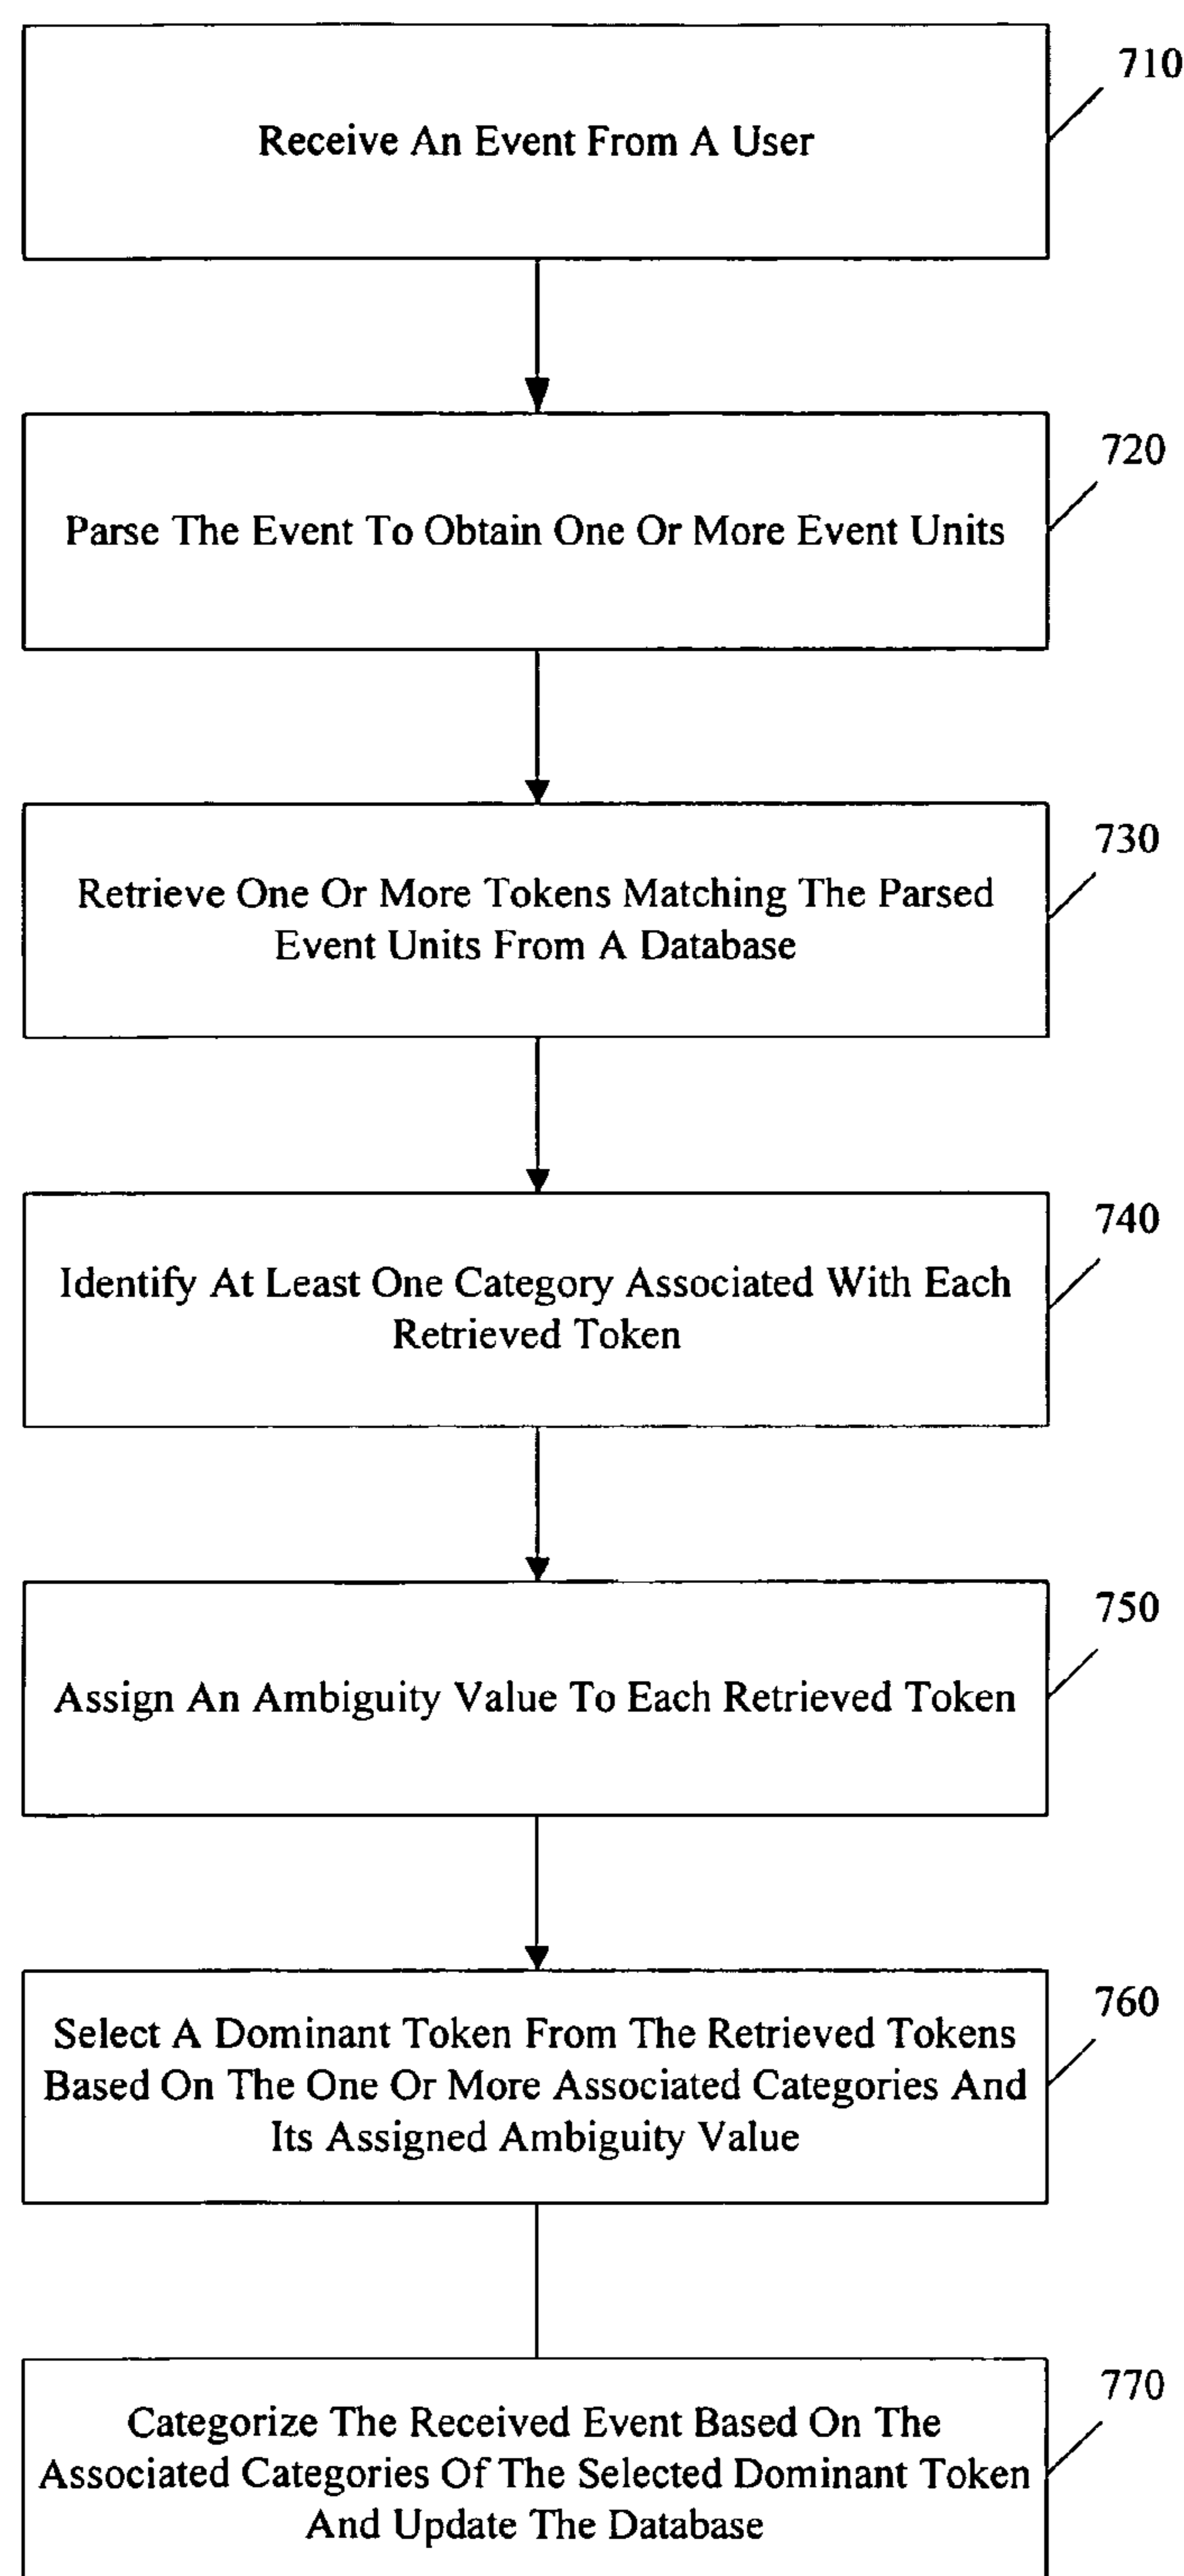 710
Receive An Event From A User
720
Parse The Event To Obtain One Or More Event Units
730
Retrieve One Or More Tokens Matching The Parsed
Event Units From A Database
740
Identify At Least One Category Associated With Each
Retrieved Token
750
Assign An Ambiguity Value To Each Retrieved Token
760
Select A Dominant Token From The Retrieved Tokens
Based On The One Or More Associated Categories And
Its Assigned Ambiguity Value
770
Categorize The Received Event Based On The
Associated Categories Of The Selected Dominant Token
And Update The Database